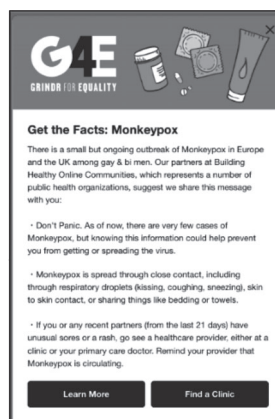 G4E
GRINDR FOR EQUALITY
Get the Facts: Monkeypox
There is a small but ongoing outbreak of Monkeypox in Europe
and the UK among gay & bi men. Our partners at Building
Healthy Online Communities, which represents a number of
public health organizations, suggest we share this message
with you:
· Don't Panic. As of now, there are very few cases of
Monkeypox, but knowing this information could help prevent
you from getting or spreading the virus.
· Monkeypox is spread through close contact, including
through respiratory droplets (kissing, coughing, sneezing), skin
to skin contact, or sharing things like bedding or towels.
· If you or any recent partners (from the last 21 days) have
unusual sores or a rash, go see a healthcare provider, either at a
clinic or your primary care doctor. Remind your provider that
Monkeypox is circulating.
Learn More
Find a Clinic